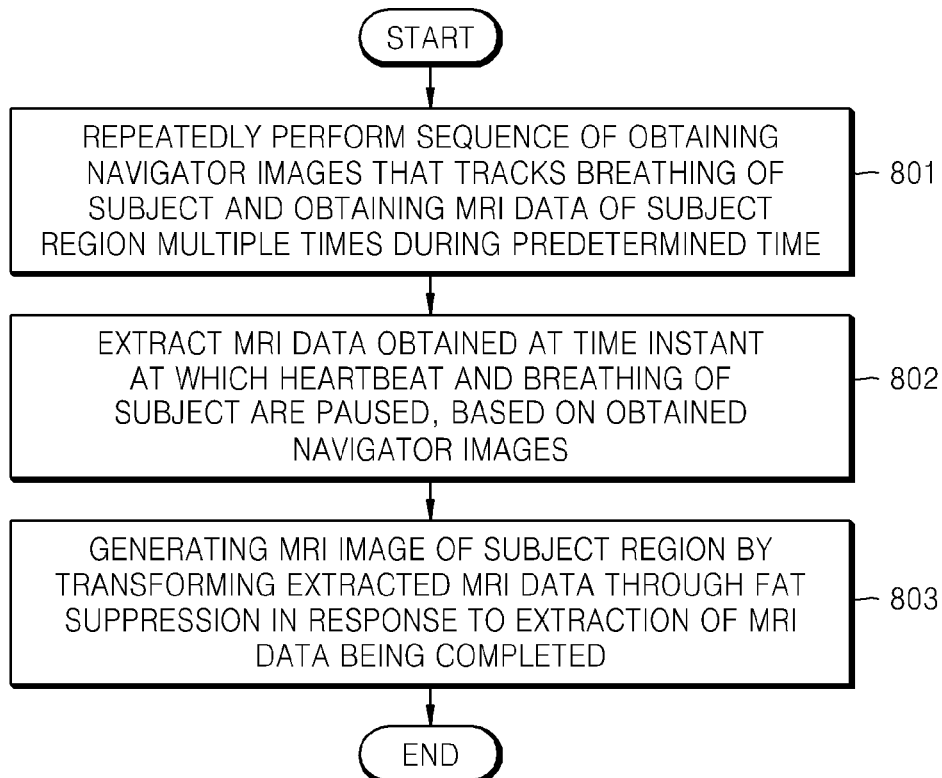 START
REPEATEDLY PERFORM SEQUENCE OF OBTAINING
NAVIGATOR IMAGES THAT TRACKS BREATHING OF
SUBJECT AND OBTAINING MRI DATA OF SUBJECT
REGION MULTIPLE TIMES DURING PREDETERMINED TIME
801
EXTRACT MRI DATA OBTAINED AT TIME INSTANT
AT WHICH HEARTBEAT AND BREATHING OF
SUBJECT ARE PAUSED, BASED ON OBTAINED
NAVIGATOR IMAGES
802
GENERATING MRI IMAGE OF SUBJECT REGION BY
TRANSFORMING EXTRACTED MRI DATA THROUGH FAT
SUPPRESSION IN RESPONSE TO EXTRACTION OF MRI
DATA BEING COMPLETED
803
END